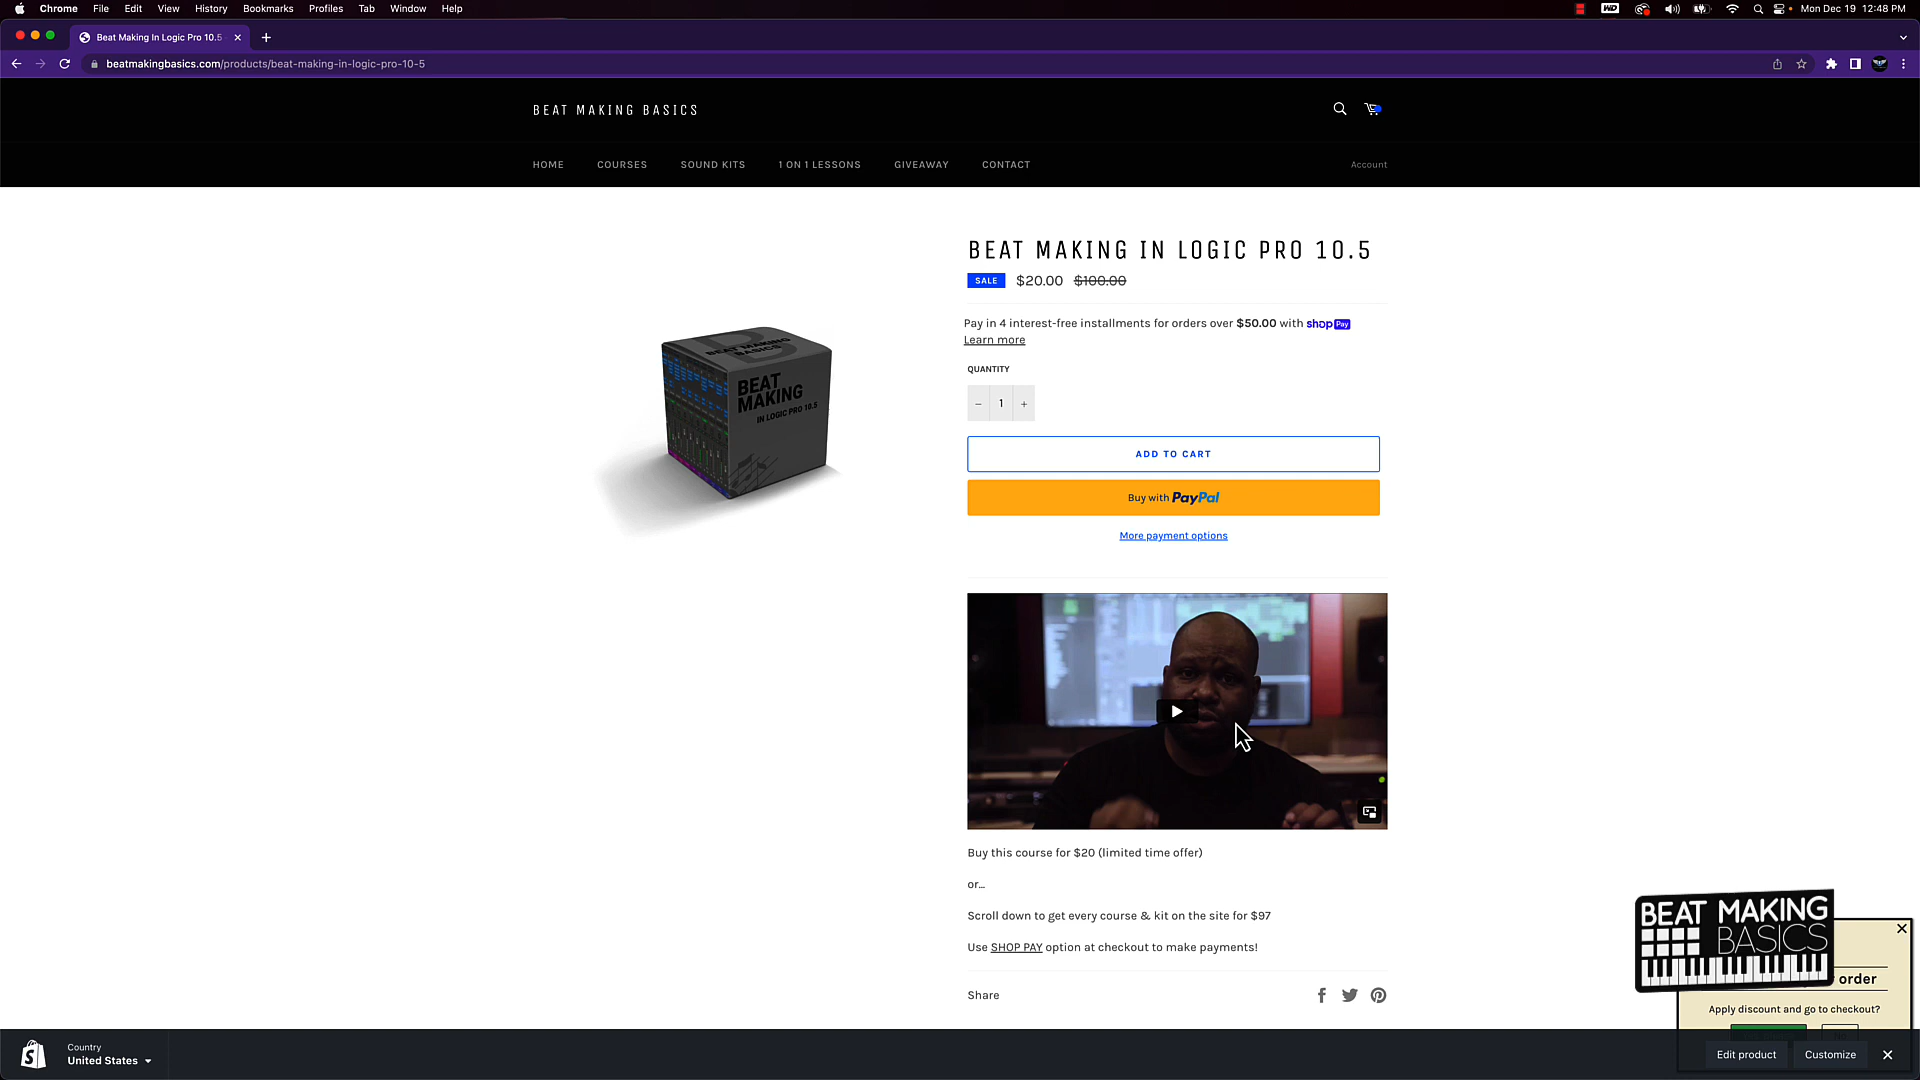 Chrome File Edit View History Bookmarks Profiles Tab Window Help
Mon Dec 19 12:48 PM
Beat Making In Logic Pro 10.5
beatmakingbasics.com/products/beat-making-in-logic-pro-10-5
BEAT MAKING BASICS
HOME COURSES SOUND KITS 1 ON 1 LESSONS GIVEAWAY CONTACT Account
BEAT MAKING IN LOGIC PRO 10.5
SALE $20.00 $100.00
Pay in 4 interest-free installments for orders over $50.00 with shop Pay
Learn more
QUANTITY
− 1 +
ADD TO CART
Buy with PayPal
More payment options
BEAT MAKING
BASICS
BEAT
MAKING
IN LOGIC PRO 10.5
Buy this course for $20 (limited time offer)
or...
Scroll down to get every course & kit on the site for $97
Use SHOP PAY option at checkout to make payments!
Share
BEAT MAKING
BASICS
order
Apply discount and go to checkout?
Country
United States
Edit product Customize